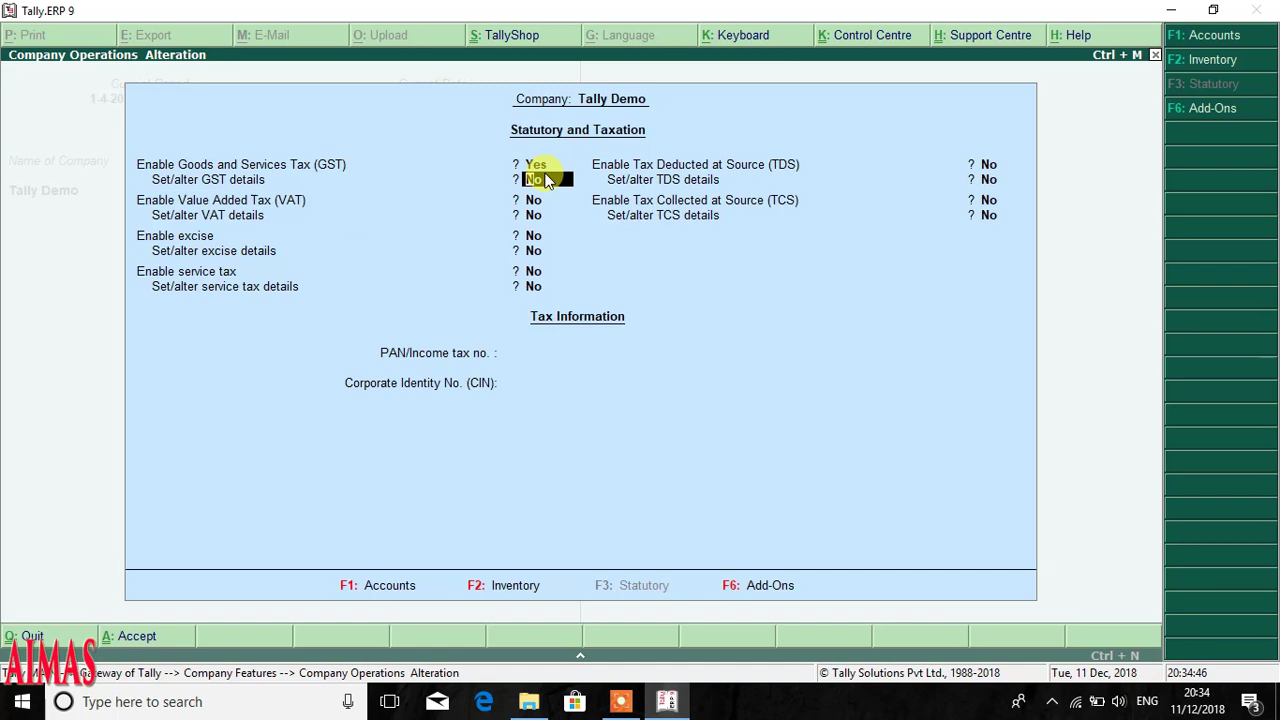 Tally.ERP 9
P: Print E: Export M: E-Mail O: Upload S: TallyShop G: Language K: Keyboard K: Control Centre H: Support Centre H: Help
F1: Accounts
Company Operations Alteration Ctrl + M
F2: Inventory
F3: Statutory
F6: Add-Ons
1-4-20
Name of Company
Tally Demo
Company: Tally Demo
Statutory and Taxation
Enable Goods and Services Tax (GST) ? Yes Enable Tax Deducted at Source (TDS) ? No
Set/alter GST details ? No Set/alter TDS details ? No
Enable Value Added Tax (VAT) ? No Enable Tax Collected at Source (TCS) ? No
Set/alter VAT details ? No Set/alter TCS details ? No
Enable excise ? No
Set/alter excise details ? No
Enable service tax ? No
Set/alter service tax details ? No
Tax Information
PAN/Income tax no. :
Corporate Identity No. (CIN):
F1: Accounts F2: Inventory F3: Statutory F6: Add-Ons
Q: Quit A: Accept
Ctrl + N
AIMAS
Gateway of Tally --> Company Features --> Company Operations Alteration © Tally Solutions Pvt Ltd., 1988-2018 Tue, 11 Dec, 2018 20:34:46
Type here to search
ENG
20:34
11/12/2018
3